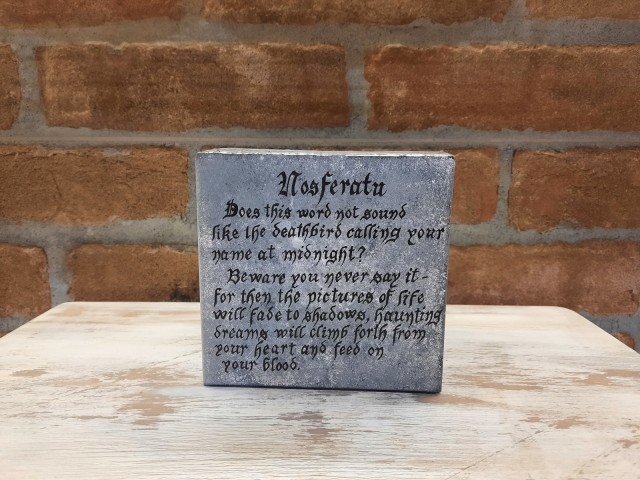 Nosferatu
Does this word not sound
like the deathbird calling your
name at midnight?
Beware you never say it -
for then the pictures of life
will fade to shadows, haunting
dreams will climb forth from
your heart and feed on
your blood.